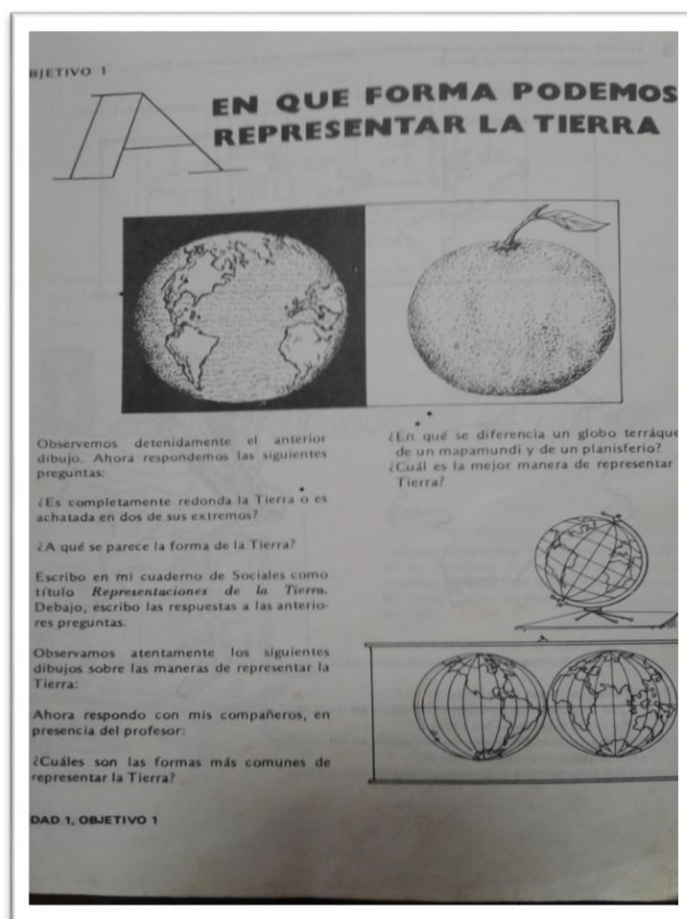 BJETIVO 1
A
EN QUE FORMA PODEMOS
REPRESENTAR LA TIERRA
Observemos detenidamente el anterior
dibujo. Ahora respondemos las siguientes
preguntas:
¿Es completamente redonda la Tierra o es
achatada en dos de sus extremos?
¿A qué se parece la forma de la Tierra?
Escribo en mi cuaderno de Sociales como
título Representaciones de la Tierra.
Debajo, escribo las respuestas a las anterio-
res preguntas.
Observamos atentamente los siguientes
dibujos sobre las maneras de representar la
Tierra:
Ahora respondo con mis compañeros, en
presencia del profesor:
¿Cuáles son las formas más comunes de
representar la Tierra?
¿En qué se diferencia un globo terráque
de un mapamundi y de un planisferio?
¿Cuál es la mejor manera de representar
Tierra?
DAD 1, OBJETIVO 1